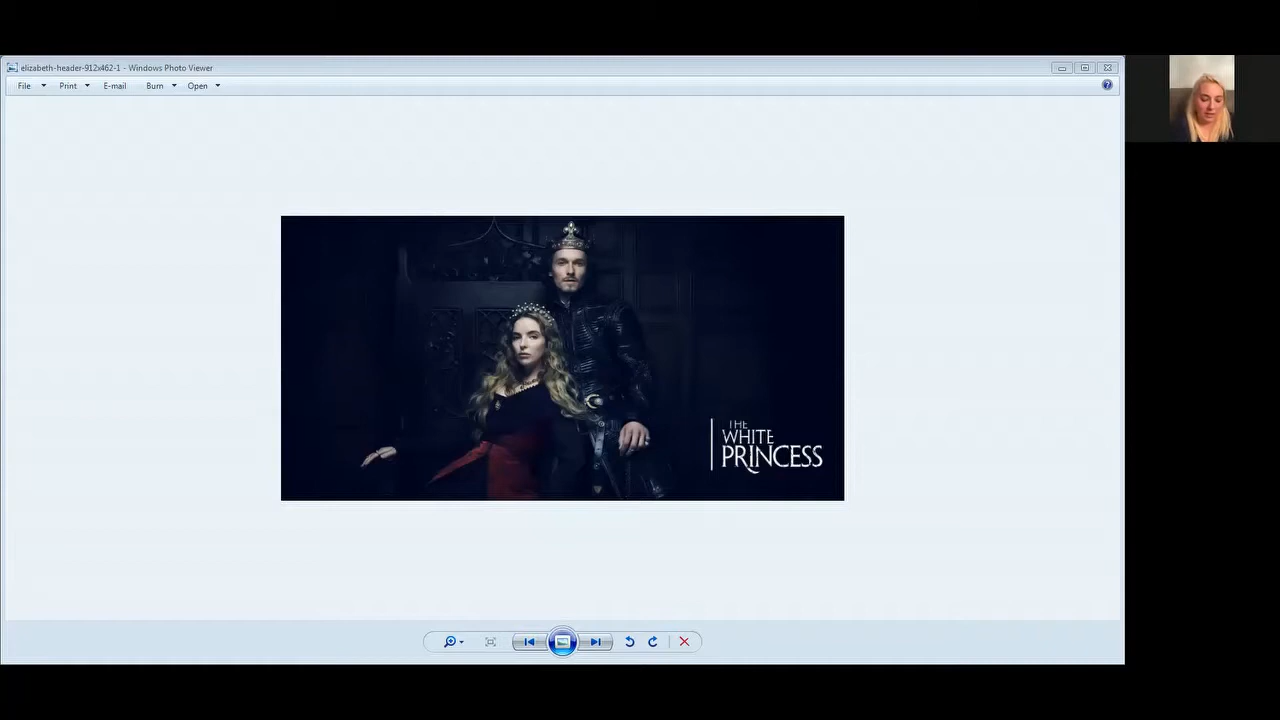 elizabeth-header-912x462-1 - Windows Photo Viewer
File Print E-mail Burn Open
THE
WHITE
PRINCESS